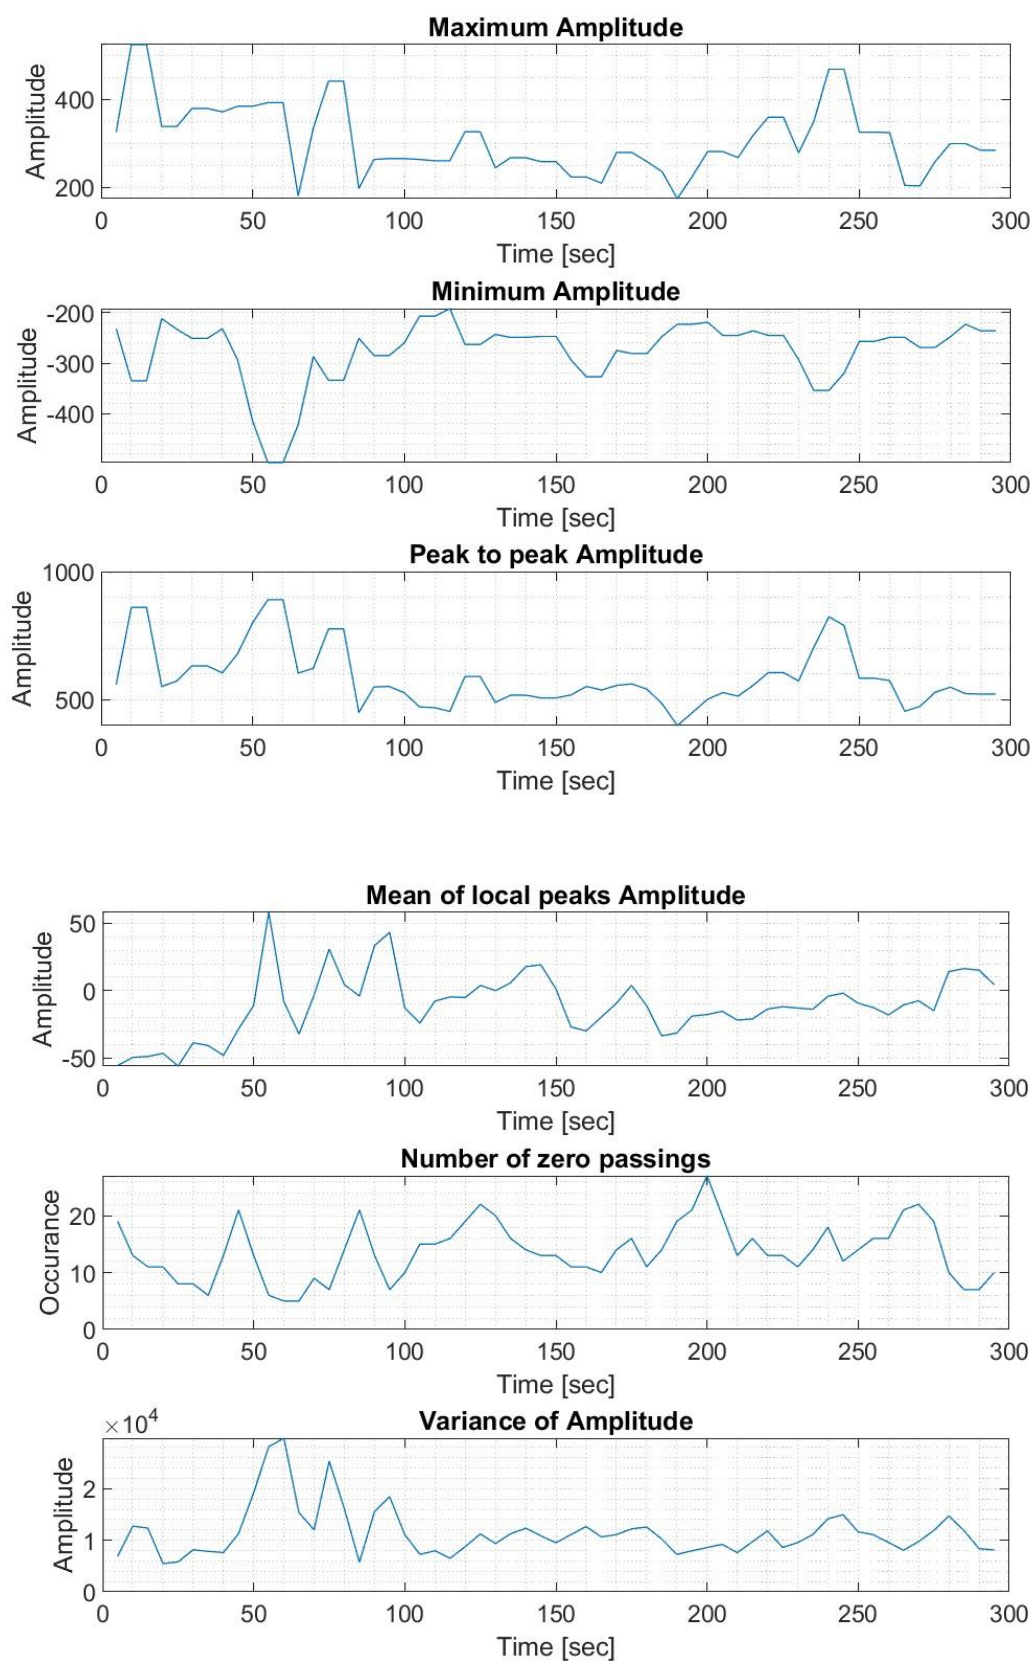 Maximum Amplitude
Amplitude
400
200
0 50 100 150 200 250 300
Time [sec]
Minimum Amplitude
Amplitude
-200
-300
-400
0 50 100 150 200 250 300
Time [sec]
Peak to peak Amplitude
Amplitude
1000
500
0 50 100 150 200 250 300
Time [sec]
Mean of local peaks Amplitude
Amplitude
50
0
-50
0 50 100 150 200 250 300
Time [sec]
Number of zero passings
Occurance
20
10
0
0 50 100 150 200 250 300
Time [sec]
×10⁴
Variance of Amplitude
Amplitude
2
1
0
0 50 100 150 200 250 300
Time [sec]